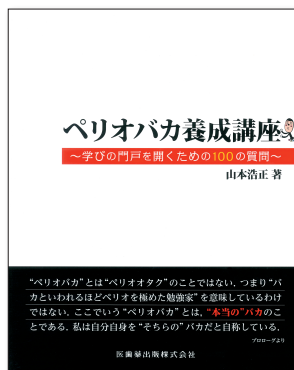 ペリオバカ養成講座
〜学びの門戸を開くための100の質問〜
山本浩正 著
“ペリオバカ”とは“ペリオオタク”のことではない．つまり“バ
カといわれるほどペリオを極めた勉強家”を意味しているわけ
ではない．ここでいう“ペリオバカ”とは，“本当の”バカのこ
とである．私は自分自身を“そちらの”バカだと自称している．
プロローグより
医歯薬出版株式会社